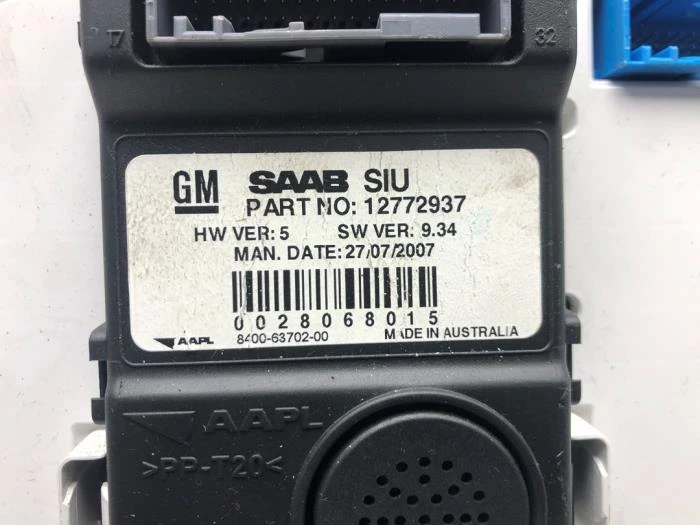 17 32
GM SAAB SIU
PART NO: 12772937
HW VER: 5 SW VER: 9.34
MAN. DATE: 27/07/2007
0028068015
AAPL 8400-63702-00 MADE IN AUSTRALIA
AAPL
>PP-T20<